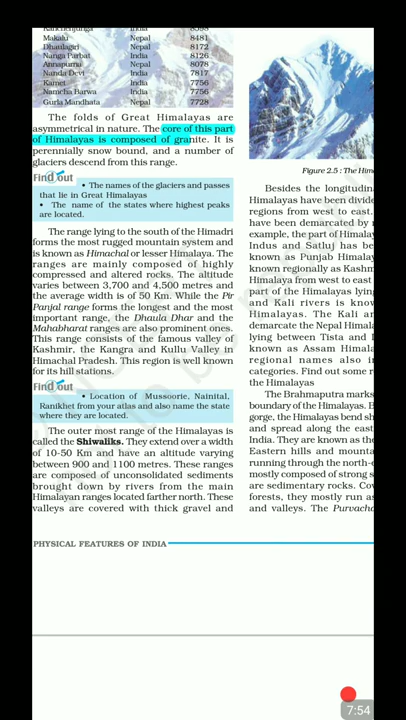 Kanchenjunga India 8598
Makalu Nepal 8481
Dhaulagiri Nepal 8172
Nanga Parbat India 8126
Annapurna Nepal 8078
Nanda Devi India 7817
Kamet India 7756
Namcha Barwa India 7756
Gurla Mandhata Nepal 7728
The folds of Great Himalayas are
asymmetrical in nature. The core of this part
of Himalayas is composed of granite. It is
perennially snow bound, and a number of
glaciers descend from this range.
Find out
• The names of the glaciers and passes
that lie in Great Himalayas
• The name of the states where highest peaks
are located.
The range lying to the south of the Himadri
forms the most rugged mountain system and
is known as Himachal or lesser Himalaya. The
ranges are mainly composed of highly
compressed and altered rocks. The altitude
varies between 3,700 and 4,500 metres and
the average width is of 50 Km. While the Pir
Panjal range forms the longest and the most
important range, the Dhaula Dhar and the
Mahabharat ranges are also prominent ones.
This range consists of the famous valley of
Kashmir, the Kangra and Kullu Valley in
Himachal Pradesh. This region is well known
for its hill stations.
Find out
• Location of Mussoorie, Nainital,
Ranikhet from your atlas and also name the state
where they are located.
The outer most range of the Himalayas is
called the Shiwaliks. They extend over a width
of 10-50 Km and have an altitude varying
between 900 and 1100 metres. These ranges
are composed of unconsolidated sediments
brought down by rivers from the main
Himalayan ranges located farther north. These
valleys are covered with thick gravel and
Figure 2.5 : The Him
Besides the longitudin
Himalayas have been divide
regions from west to east.
have been demarcated by r
example, the part of Himalay
Indus and Satluj has be
known as Punjab Himalay
known regionally as Kashm
Himalaya from west to east
part of the Himalayas lying
and Kali rivers is know
Himalayas. The Kali an
demarcate the Nepal Himala
lying between Tista and
known as Assam Himala
regional names also i
categories. Find out some r
the Himalayas
The Brahmaputra marks
boundary of the Himalayas. B
gorge, the Himalayas bend sh
and spread along the east
India. They are known as the
Eastern hills and mounta
running through the north-e
mostly composed of strong s
are sedimentary rocks. Cov
forests, they mostly run as
and valleys. The Purvacha
PHYSICAL FEATURES OF INDIA
7:54